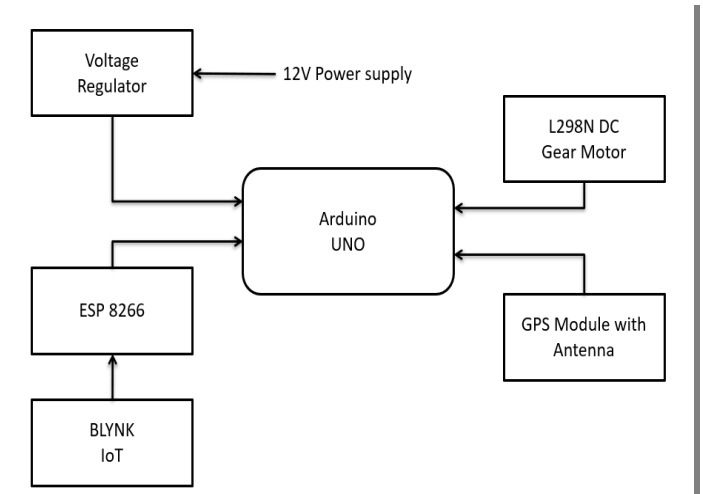 Voltage
Regulator
12V Power supply
L298N DC
Gear Motor
Arduino
UNO
ESP 8266
GPS Module with
Antenna
BLYNK
IoT